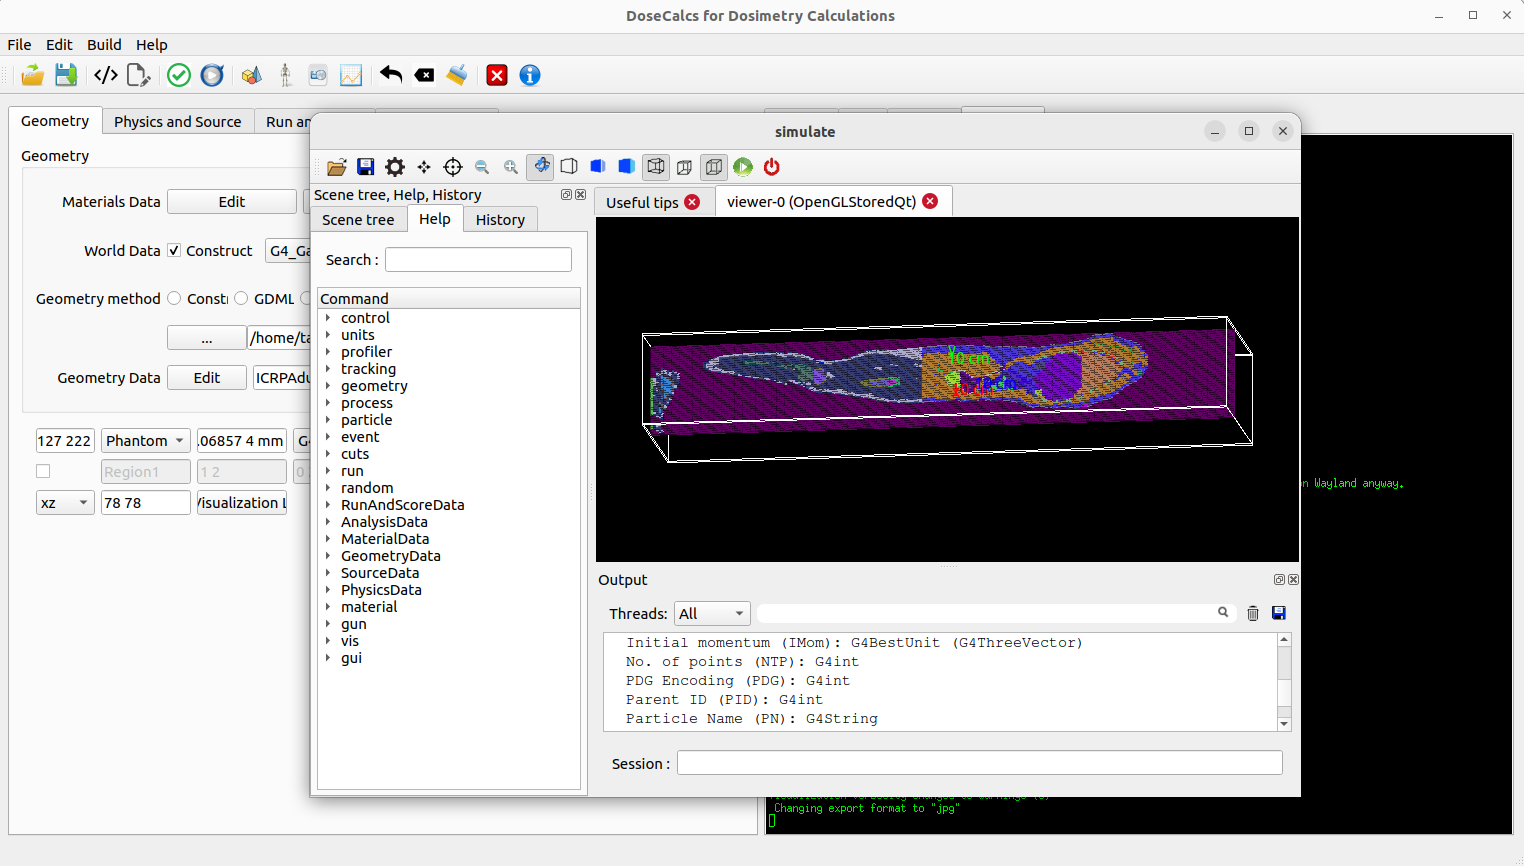 DoseCalcs for Dosimetry Calculations
File Edit Build Help
Geometry Physics and Source Run an
Geometry
Materials Data Edit
World Data Construct G4_Ga
Geometry method Consti GDML
... /home/ta
Geometry Data Edit ICRPAdu
127 222 Phantom .06857 4 mm G4
Region1 1 2 0
xz 78 78 Visualization L
simulate
Scene tree, Help, History
Scene tree Help History
Search :
Command
control
units
profiler
tracking
geometry
process
particle
event
cuts
run
random
RunAndScoreData
AnalysisData
MaterialData
GeometryData
SourceData
PhysicsData
material
gun
vis
gui
Useful tips viewer-0 (OpenGLStoredQt)
Output
Threads: All
Initial momentum (IMom): G4BestUnit (G4ThreeVector)
No. of points (NTP): G4int
PDG Encoding (PDG): G4int
Parent ID (PID): G4int
Particle Name (PN): G4String
Session :
n Wayland anyway.
Changing export format to "jpg"